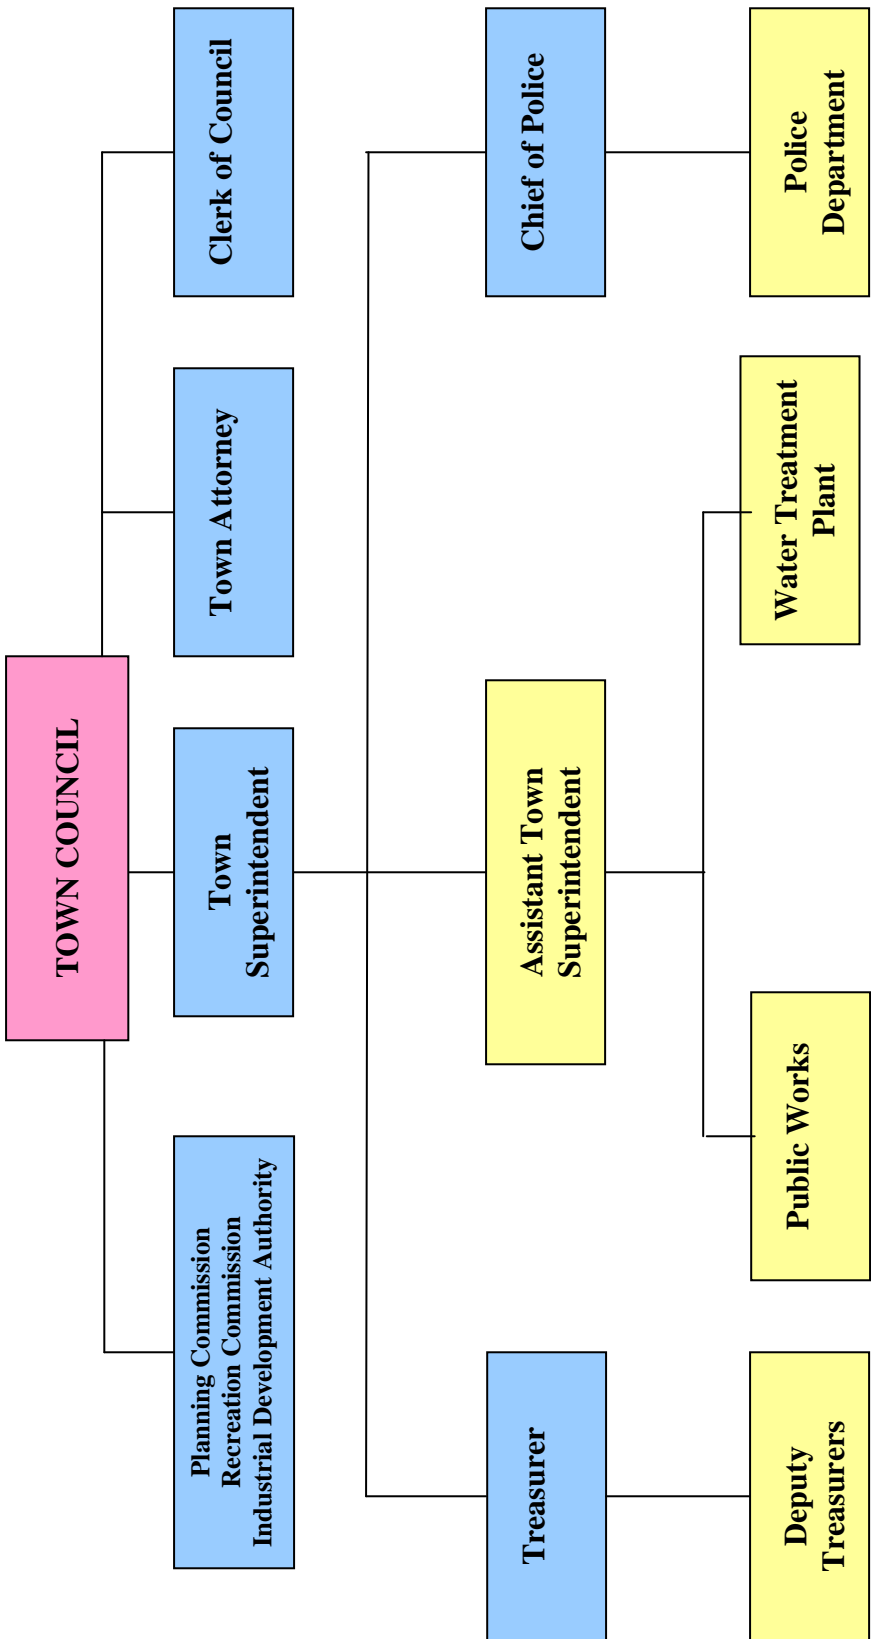 TOWN COUNCIL
Planning Commission
Recreation Commission
Industrial Development Authority
Town
Superintendent
Town Attorney
Clerk of Council
Treasurer
Assistant Town
Superintendent
Chief of Police
Deputy
Treasurers
Public Works
Water Treatment
Plant
Police
Department